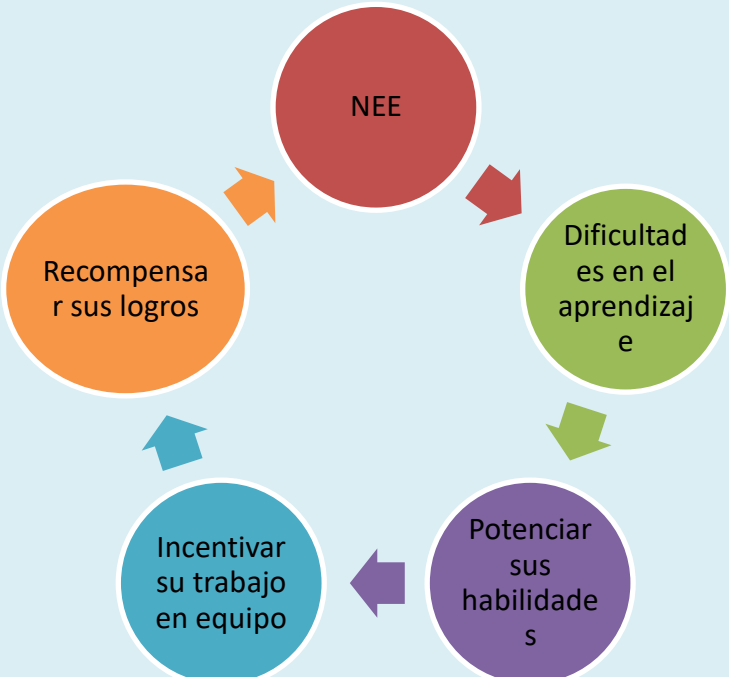 NEE
Dificultad
es en el
aprendizaj
e
Potenciar
sus
habilidade
s
Incentivar
su trabajo
en equipo
Recompensa
r sus logros